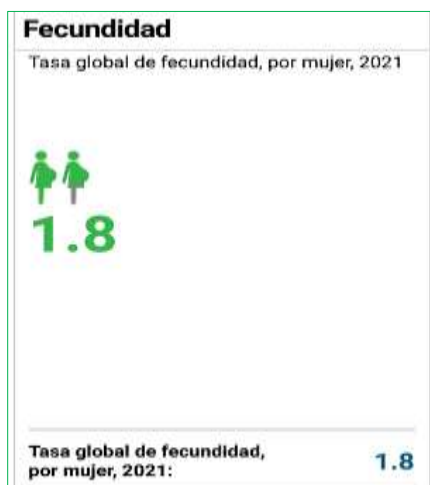 Fecundidad
Tasa global de fecundidad, por mujer, 2021
1.8
Tasa global de fecundidad,
por mujer, 2021:
1.8